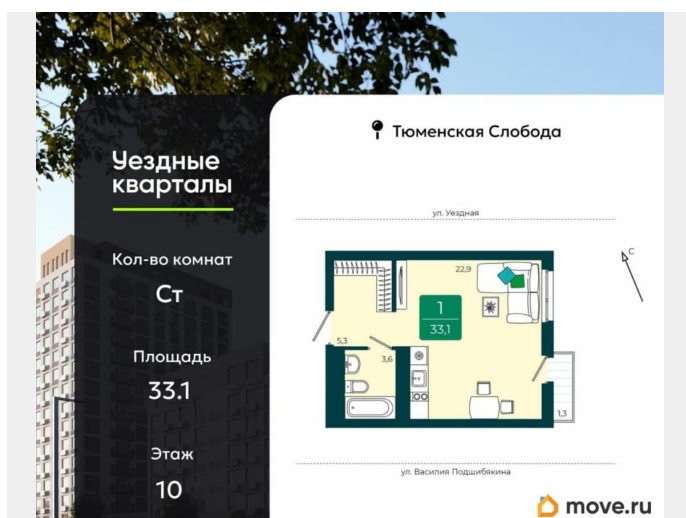 Тюменская Слобода
Уездные
кварталы
Кол-во комнат
Ст
Площадь
33.1
Этаж
10
ул. Уездная
С
22,9
1
33,1
5,3
3,6
1,3
ул. Василия Подшибякина
move.ru